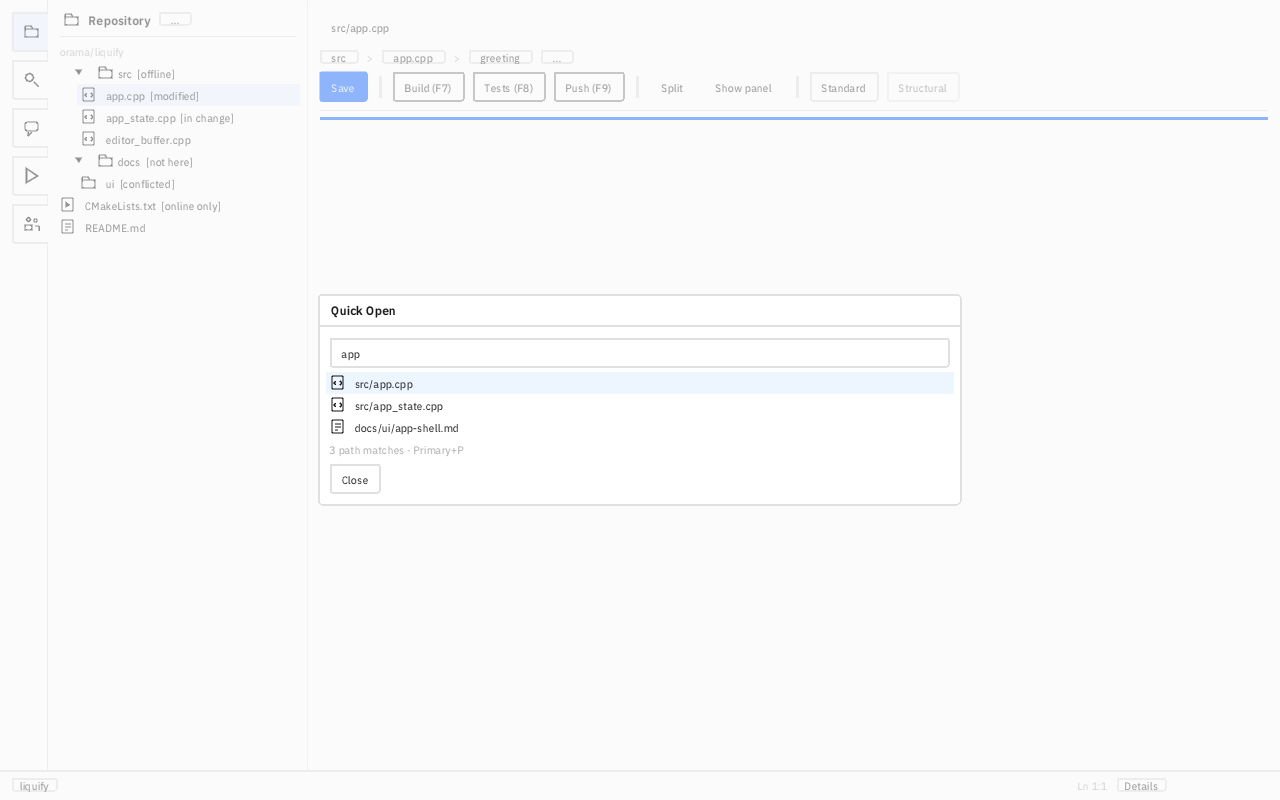 Repository ...
orama/liquify
src [offline]
app.cpp [modified]
app_state.cpp [in change]
editor_buffer.cpp
docs [not here]
ui [conflicted]
CMakeLists.txt [online only]
README.md
src/app.cpp
src > app.cpp > greeting ...
Save Build (F7) Tests (F8) Push (F9) Split Show panel Standard Structural
Quick Open
app
src/app.cpp
src/app_state.cpp
docs/ui/app-shell.md
3 path matches · Primary+P
Close
liquify Ln 1:1 Details